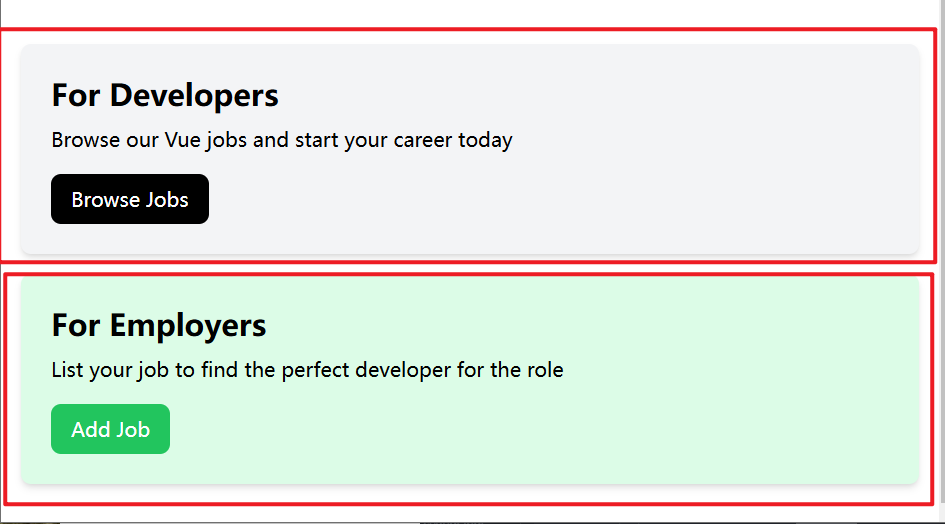 For Developers
Browse our Vue jobs and start your career today
Browse Jobs
For Employers
List your job to find the perfect developer for the role
Add Job